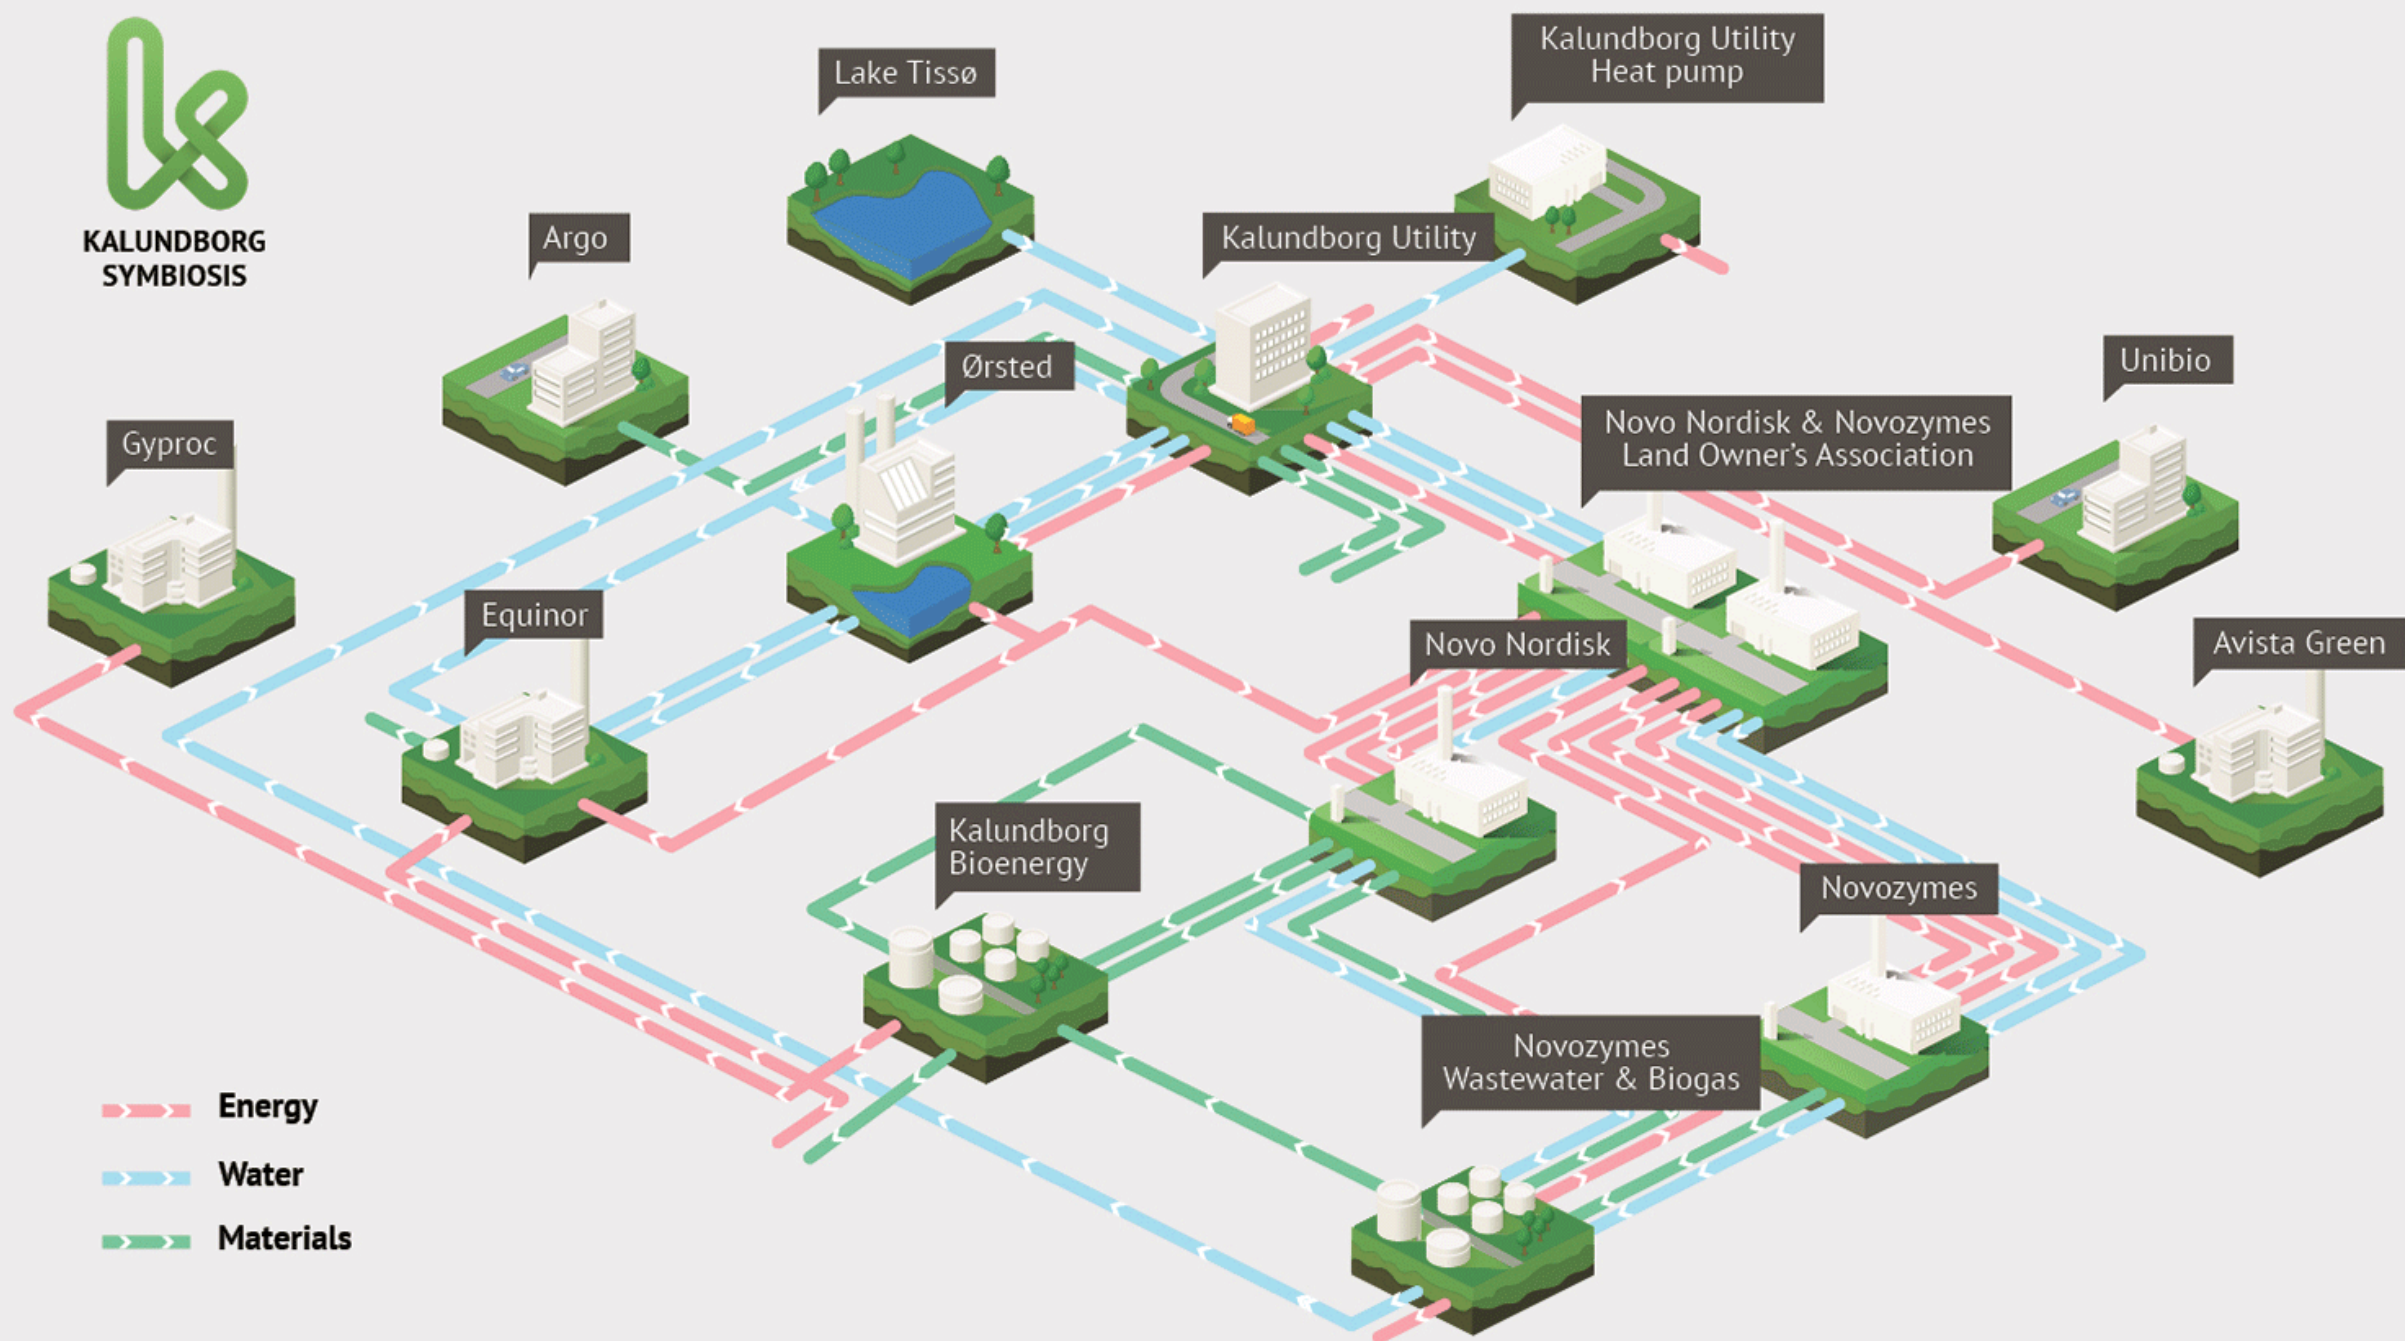 KALUNDBORG
SYMBIOSIS
Lake Tissø
Kalundborg Utility
Heat pump
Argo
Kalundborg Utility
Ørsted
Unibio
Gyproc
Novo Nordisk & Novozymes
Land Owner's Association
Equinor
Novo Nordisk
Avista Green
Kalundborg
Bioenergy
Novozymes
Novozymes
Wastewater & Biogas
Energy
Water
Materials